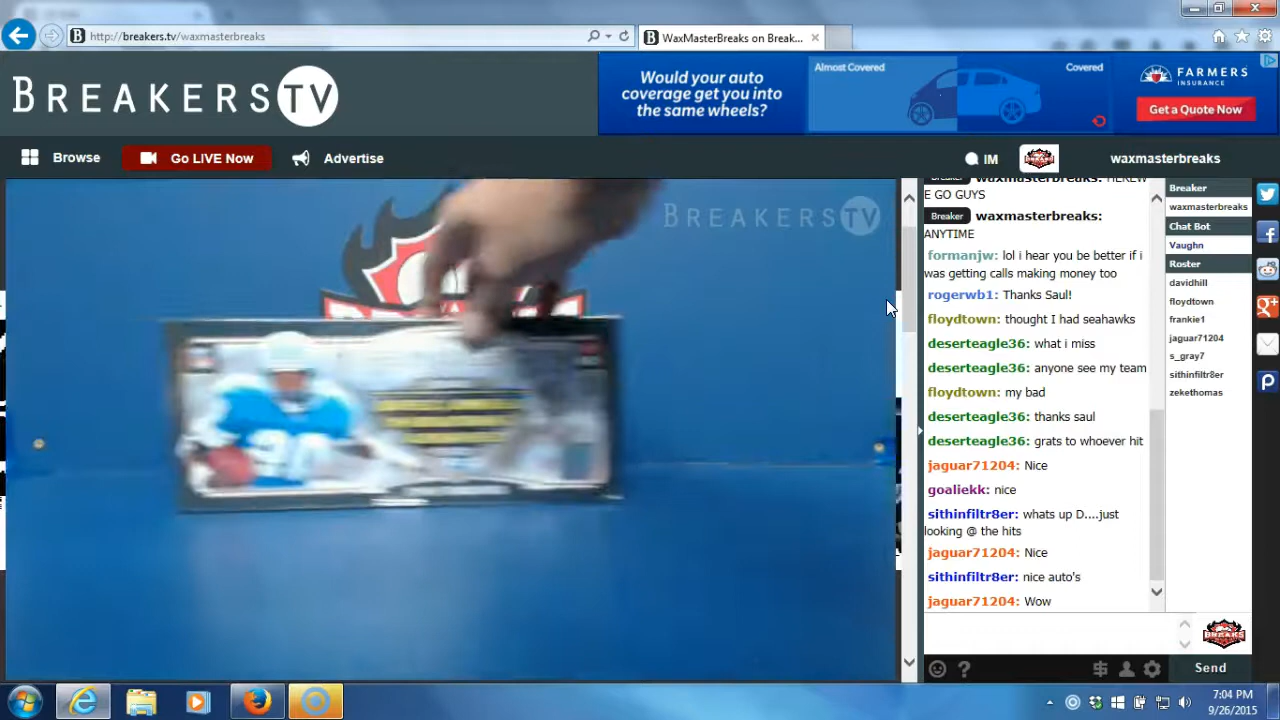 http://breakers.tv/waxmasterbreaks
WaxMasterBreaks on Break...
BREAKERSTV
Would your auto
coverage get you into
the same wheels?
Almost Covered
Covered
FARMERS
INSURANCE
Get a Quote Now
Browse
Go LIVE Now
Advertise
IM
waxmasterbreaks
BREAKERSTV
E GO GUYS
Breaker waxmasterbreaks:
ANYTIME
formanjw: lol i hear you be better if i
was getting calls making money too
rogerwb1: Thanks Saul!
floydtown: thought I had seahawks
deserteagle36: what i miss
deserteagle36: anyone see my team
floydtown: my bad
deserteagle36: thanks saul
deserteagle36: grats to whoever hit
jaguar71204: Nice
goaliekk: nice
sithinfiltr8er: whats up D....just
looking @ the hits
jaguar71204: Nice
sithinfiltr8er: nice auto's
jaguar71204: Wow
Breaker
waxmasterbreaks
Chat Bot
Vaughn
Roster
davidhill
floydtown
frankie1
jaguar71204
s_gray7
sithinfiltr8er
zekethomas
BREAKS
Send
7:04 PM
9/26/2015